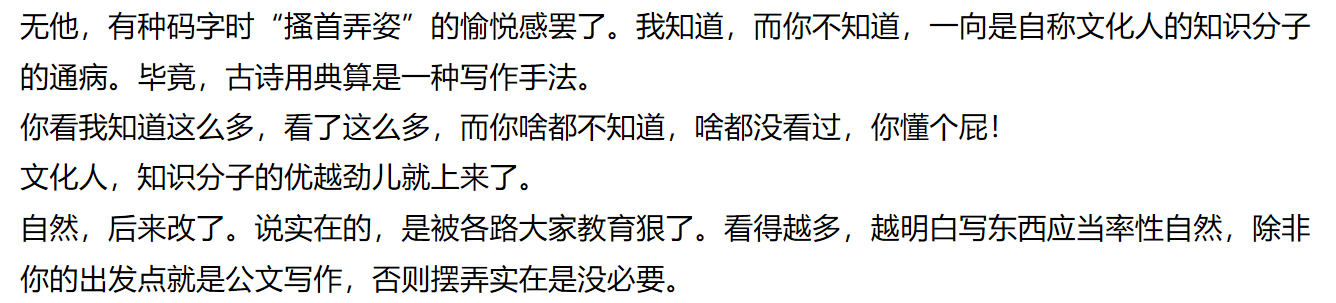 无他，有种码字时“搔首弄姿”的愉悦感罢了。我知道，而你不知道，一向是自称文化人的知识分子
的通病。毕竟，古诗用典算是一种写作手法。
你看我知道这么多，看了这么多，而你啥都不知道，啥都没看过，你懂个屁！
文化人，知识分子的优越劲儿就上来了。
自然，后来改了。说实在的，是被各路大家教育狠了。看得越多，越明白写东西应当率性自然，除非
你的出发点就是公文写作，否则摆弄实在是没必要。